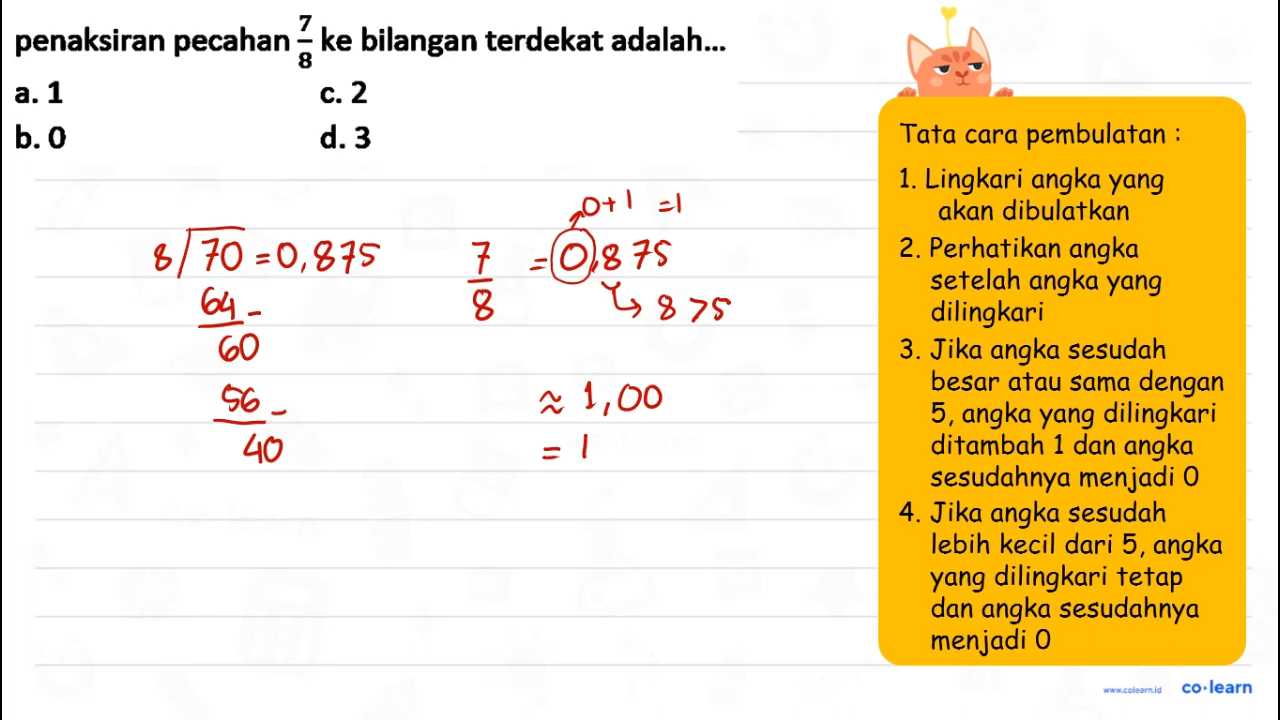 penaksiran pecahan 7/8 ke bilangan terdekat adalah...
a. 1 c. 2
b. 0 d. 3
0+1 =1
8 70 = 0,875
64 -
60
56 -
40
7/8 = 0,875
8 > 5
≈ 1,00
= 1
Tata cara pembulatan :
1. Lingkari angka yang
akan dibulatkan
2. Perhatikan angka
setelah angka yang
dilingkari
3. Jika angka sesudah
besar atau sama dengan
5, angka yang dilingkari
ditambah 1 dan angka
sesudahnya menjadi 0
4. Jika angka sesudah
lebih kecil dari 5, angka
yang dilingkari tetap
dan angka sesudahnya
menjadi 0
www.colearn.id co·learn